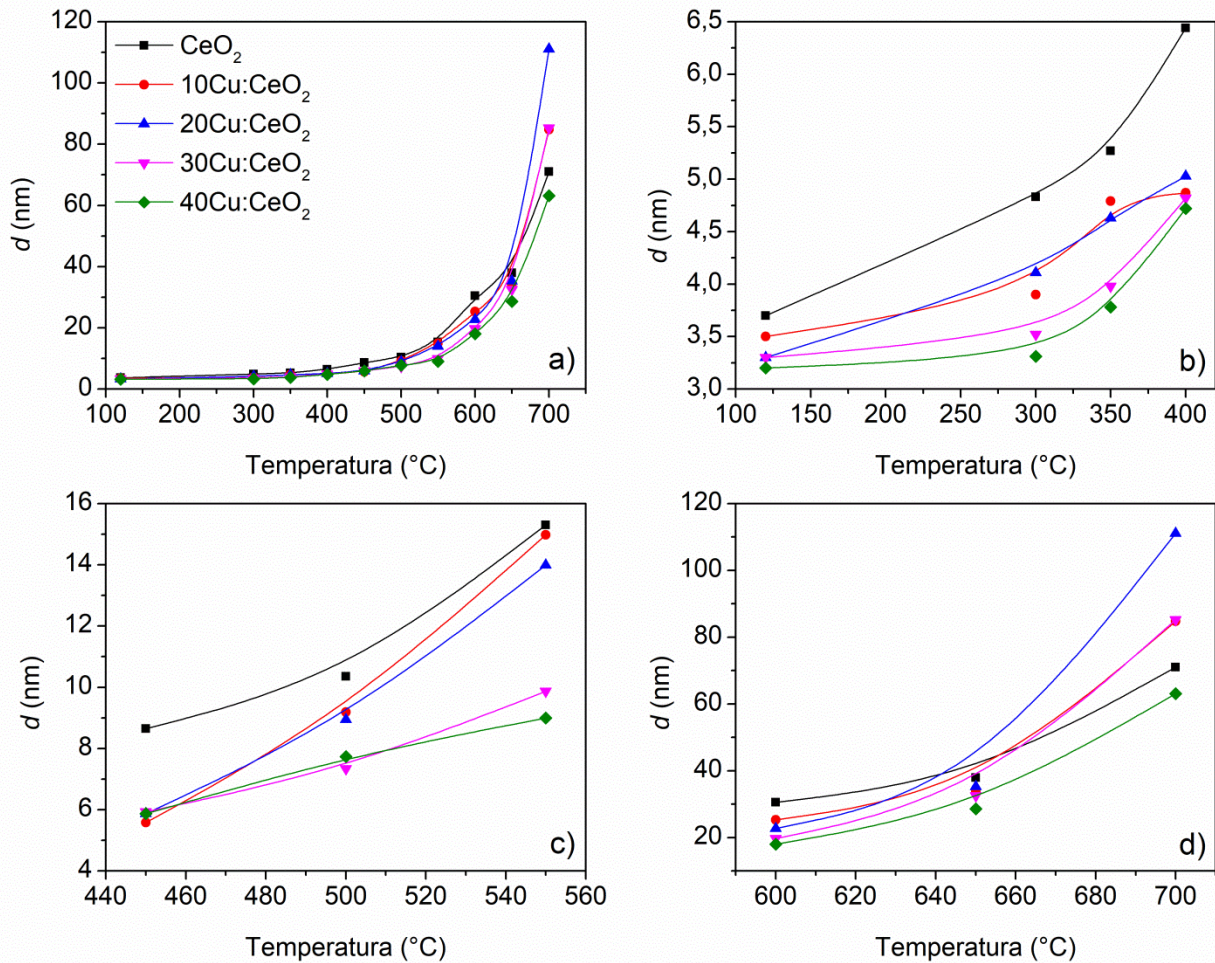 120
100
80
60
40
20
0
d (nm)
CeO2
10Cu:CeO2
20Cu:CeO2
30Cu:CeO2
40Cu:CeO2
a)
100 200 300 400 500 600 700
Temperatura (°C)
6,5
6,0
5,5
5,0
4,5
4,0
3,5
3,0
d (nm)
b)
100 150 200 250 300 350 400
Temperatura (°C)
16
14
12
10
8
6
4
d (nm)
c)
440 460 480 500 520 540 560
Temperatura (°C)
120
100
80
60
40
20
d (nm)
d)
600 620 640 660 680 700
Temperatura (°C)